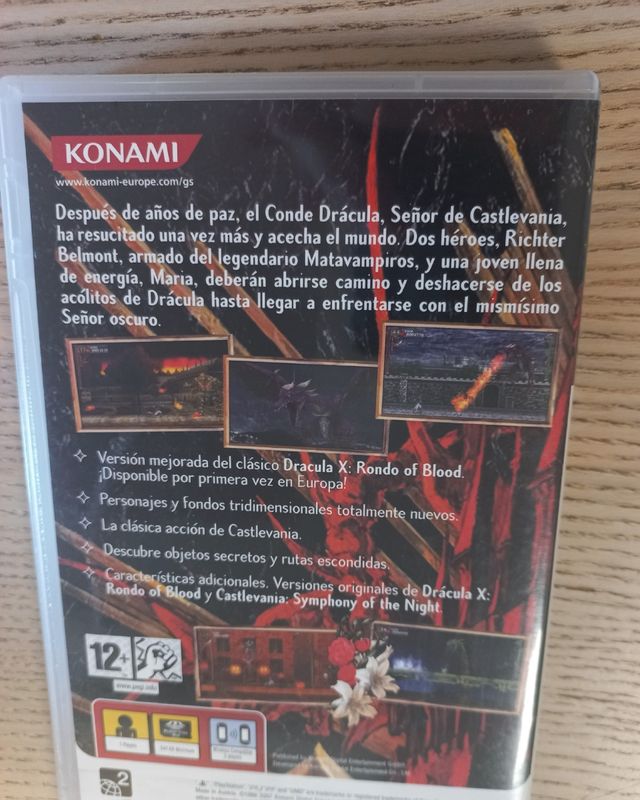 KONAMI
www.konami-europe.com/gs
Después de años de paz, el Conde Drácula, Señor de Castlevania,
ha resucitado una vez más y acecha el mundo. Dos héroes, Richter
Belmont, armado del legendario Matavampiros, y una joven llena
de energía, Maria, deberán abrirse camino y deshacerse de los
acólitos de Drácula hasta llegar a enfrentarse con el mismísimo
Señor oscuro.
Versión mejorada del clásico Dracula X: Rondo of Blood.
¡Disponible por primera vez en Europa!
Personajes y fondos tridimensionales totalmente nuevos.
La clásica acción de Castlevania.
Descubre objetos secretos y rutas escondidas.
Características adicionales. Versiones originales de Drácula X:
Rondo of Blood y Castlevania: Symphony of the Night.
12+
www.pegi.info
2